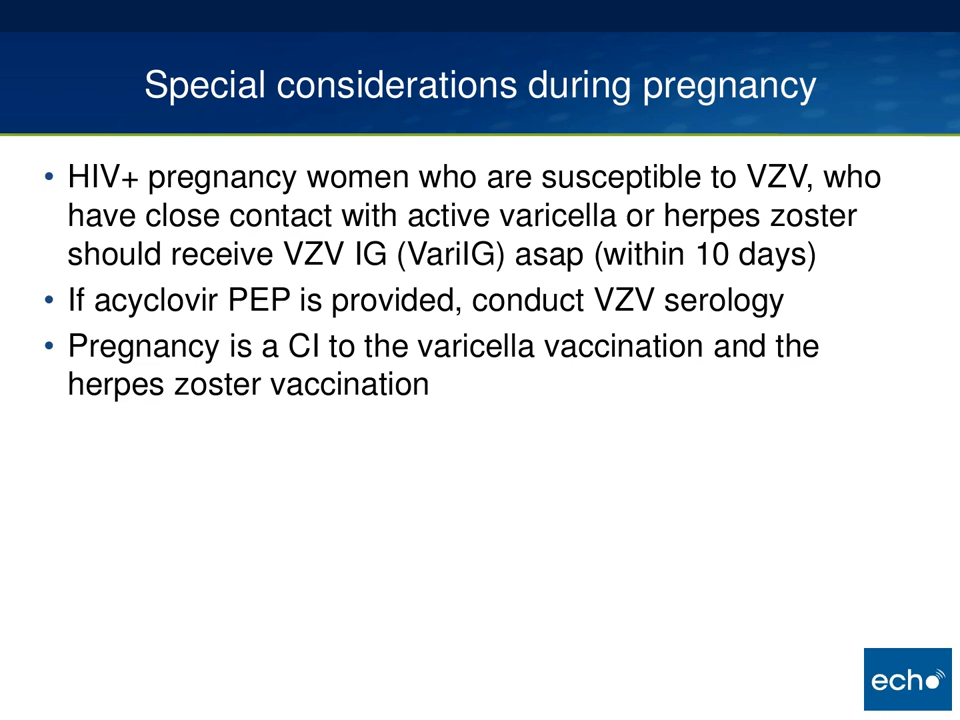 Special considerations during pregnancy
• HIV+ pregnancy women who are susceptible to VZV, who
have close contact with active varicella or herpes zoster
should receive VZV IG (VariIG) asap (within 10 days)
• If acyclovir PEP is provided, conduct VZV serology
• Pregnancy is a CI to the varicella vaccination and the
herpes zoster vaccination
echo